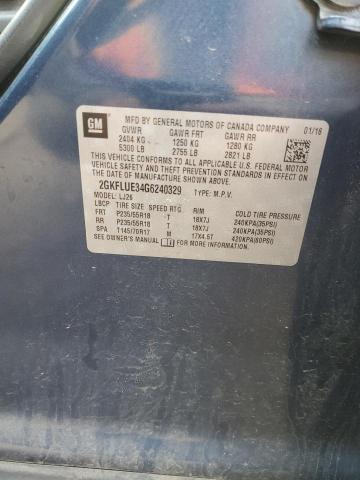 GM
MFD BY GENERAL MOTORS OF CANADA COMPANY 01/16
GVWR GAWR FRT GAWR RR
2404 KG 1250 KG 1280 KG
5300 LB 2755 LB 2821 LB
THIS VEHICLE CONFORMS TO ALL APPLICABLE U.S. FEDERAL MOTOR
VEHICLE SAFETY AND THEFT PREVENTION STANDARDS IN EFFECT ON THE
DATE OF MANUFACTURE SHOWN ABOVE.
2GKFLUE34G6240329 TYPE: M.P.V.
MODEL: LJ26
LBCP TIRE SIZE SPEED RTG RIM COLD TIRE PRESSURE
FRT P235/55R18 T 18X7J 240KPA(35PSI)
RR P235/55R18 T 18X7J 240KPA(35PSI)
SPA T145/70R17 M 17X4.5T 420KPA(60PSI)
SEE OWNER'S MANUAL FOR MORE INFORMATION